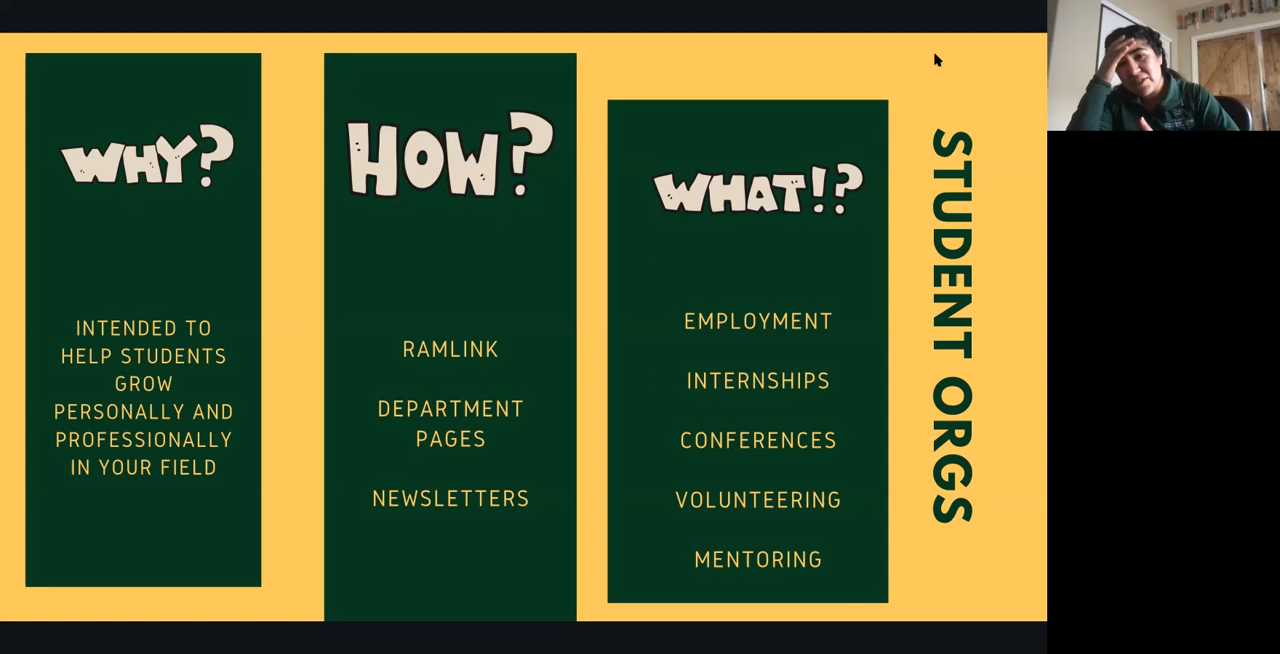 WHY?
INTENDED TO
HELP STUDENTS
GROW
PERSONALLY AND
PROFESSIONALLY
IN YOUR FIELD
HOW?
RAMLINK
DEPARTMENT
PAGES
NEWSLETTERS
WHAT!?
EMPLOYMENT
INTERNSHIPS
CONFERENCES
VOLUNTEERING
MENTORING
STUDENT ORGS